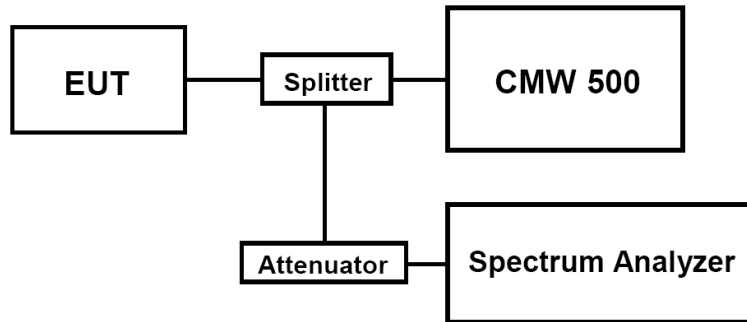 EUT
Splitter
CMW 500
Attenuator
Spectrum Analyzer